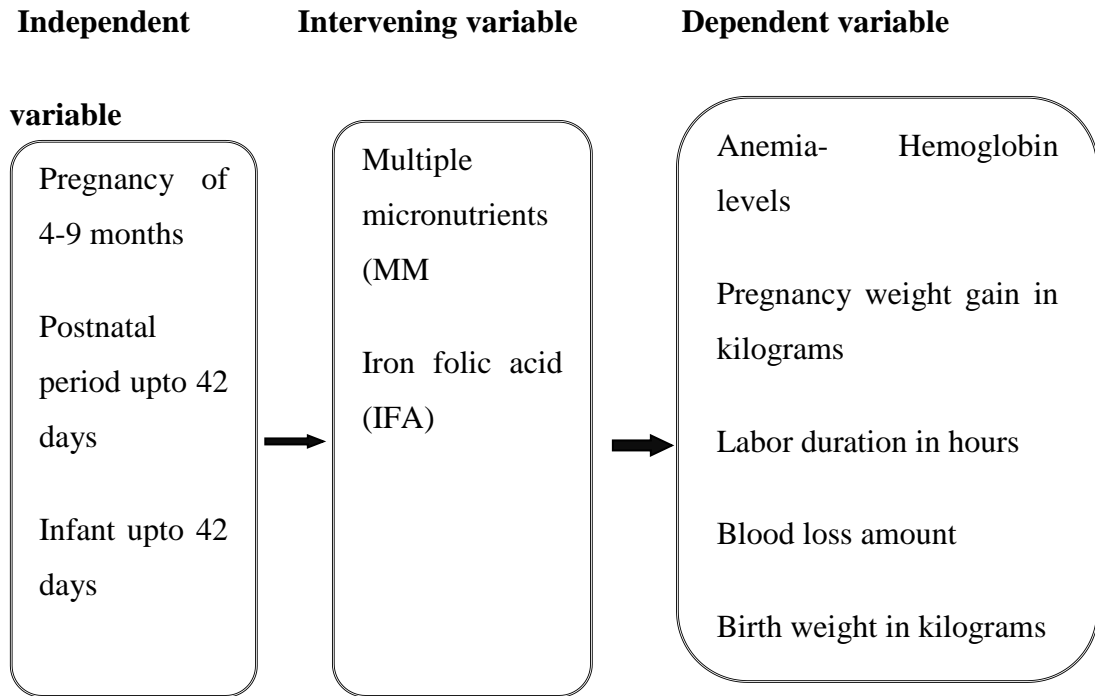 Independent
variable
Pregnancy of
4-9 months
Postnatal
period upto 42
days
Infant upto 42
days
Intervening variable
Multiple
micronutrients
(MM
Iron folic acid
(IFA)
Dependent variable
Anemia- Hemoglobin
levels
Pregnancy weight gain in
kilograms
Labor duration in hours
Blood loss amount
Birth weight in kilograms